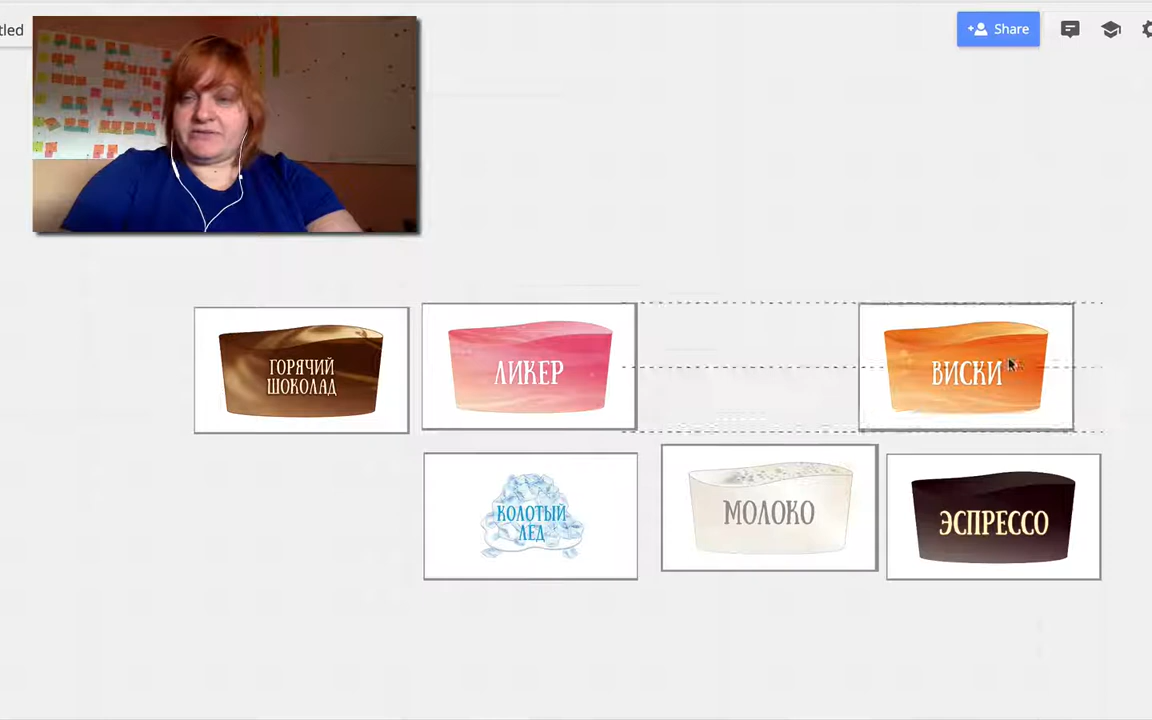 tled
Share
ГОРЯЧИЙ
ШОКОЛАД
ЛИКЕР
ВИСКИ
КОЛОТЫЙ
ЛЕД
МОЛОКО
ЭСПРЕССО